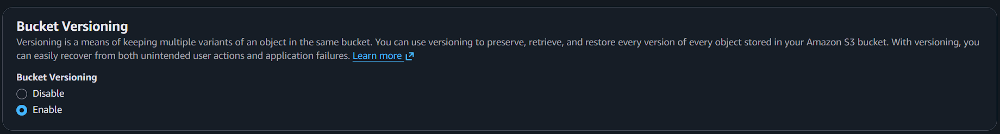 Bucket Versioning
Versioning is a means of keeping multiple variants of an object in the same bucket. You can use versioning to preserve, retrieve, and restore every version of every object stored in your Amazon S3 bucket. With versioning, you
can easily recover from both unintended user actions and application failures. Learn more
Bucket Versioning
Disable
Enable